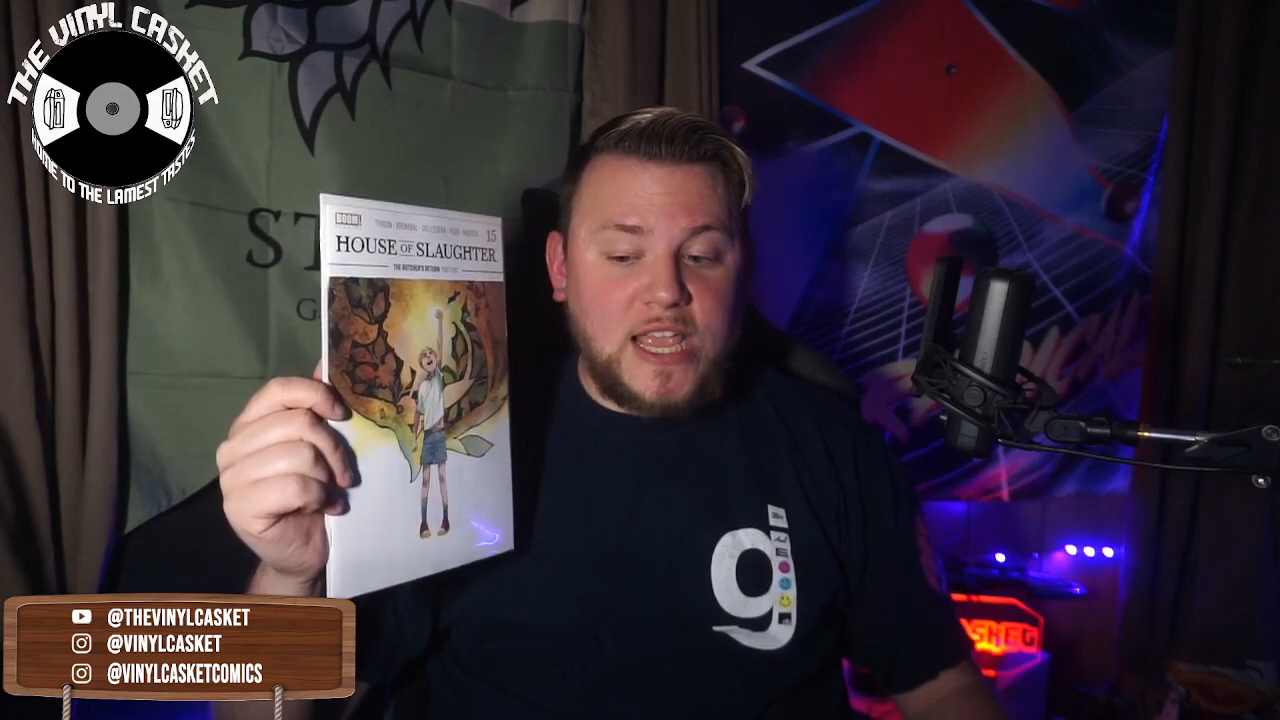 THE VINYL CASKET
HOME TO THE LAMEST TASTES
BOOM!
15
HOUSE OF SLAUGHTER
THE BUTCHER'S RETURN
ST
G
g
@THEVINYLCASKET
@VINYLCASKET
@VINYLCASKETCOMICS